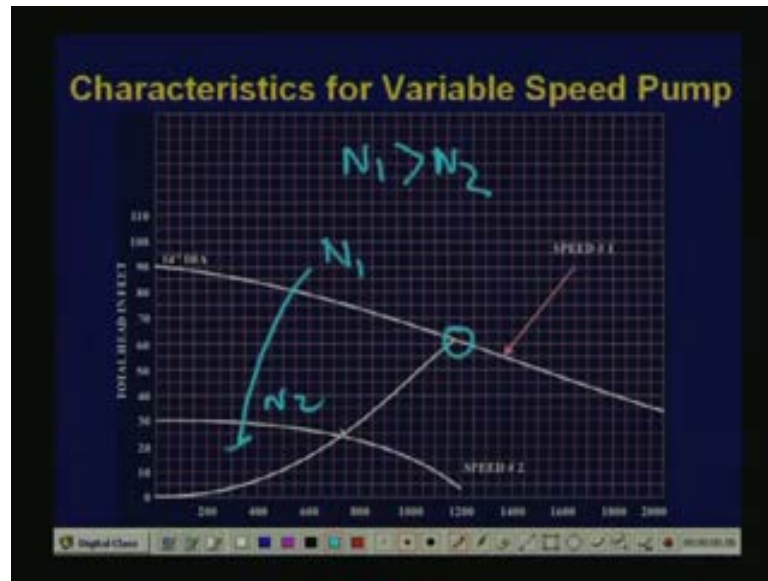 Characteristics for Variable Speed Pump
N1 > N2
110
100
90
80
70
60
50
40
30
20
10
0
TOTAL HEAD IN FEET
14" DIA
N1
SPEED # 1
N2
SPEED # 2
200 400 600 800 1000 1200 1400 1600 1800 2000
Digital Class